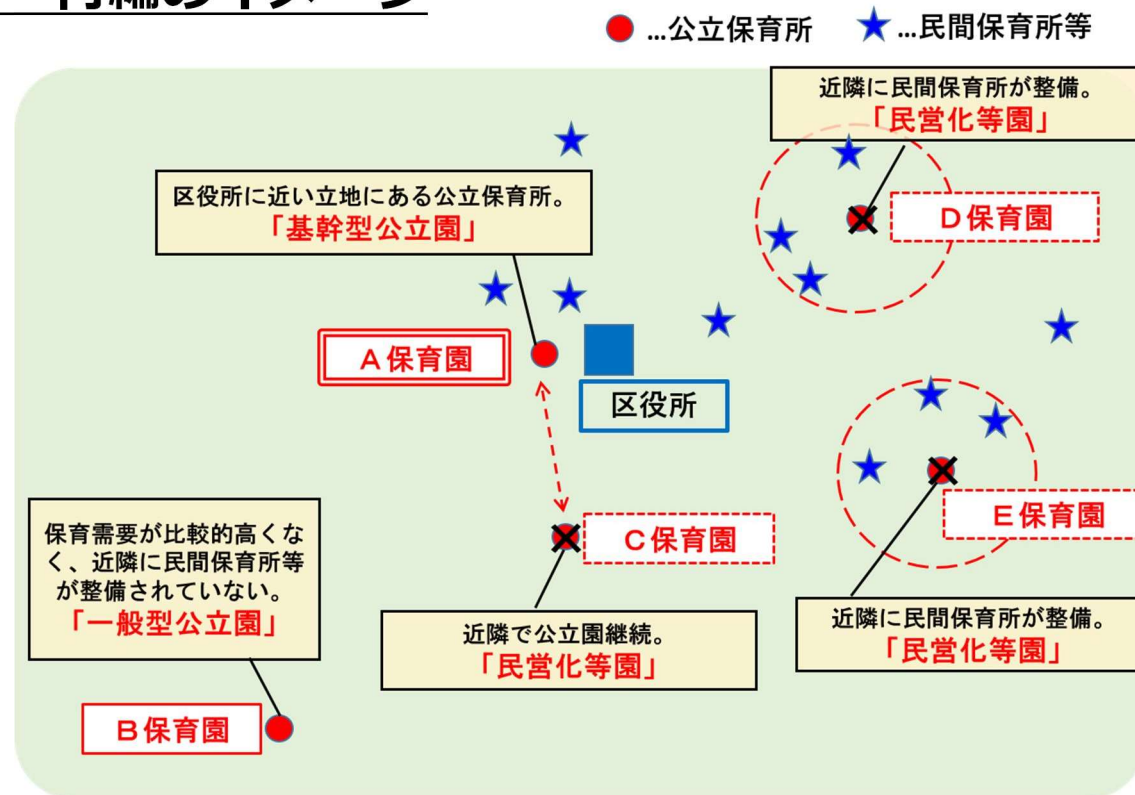 再編のイメージ
…公立保育所
…民間保育所等
近隣に民間保育所が整備。
「民営化等園」
区役所に近い立地にある公立保育所。
「基幹型公立園」
D保育園
A保育園
区役所
保育需要が比較的高くな
く、近隣に民間保育所等
が整備されていない。
「一般型公立園」
C保育園
E保育園
近隣で公立園継続。
「民営化等園」
近隣に民間保育所が整備。
「民営化等園」
B保育園